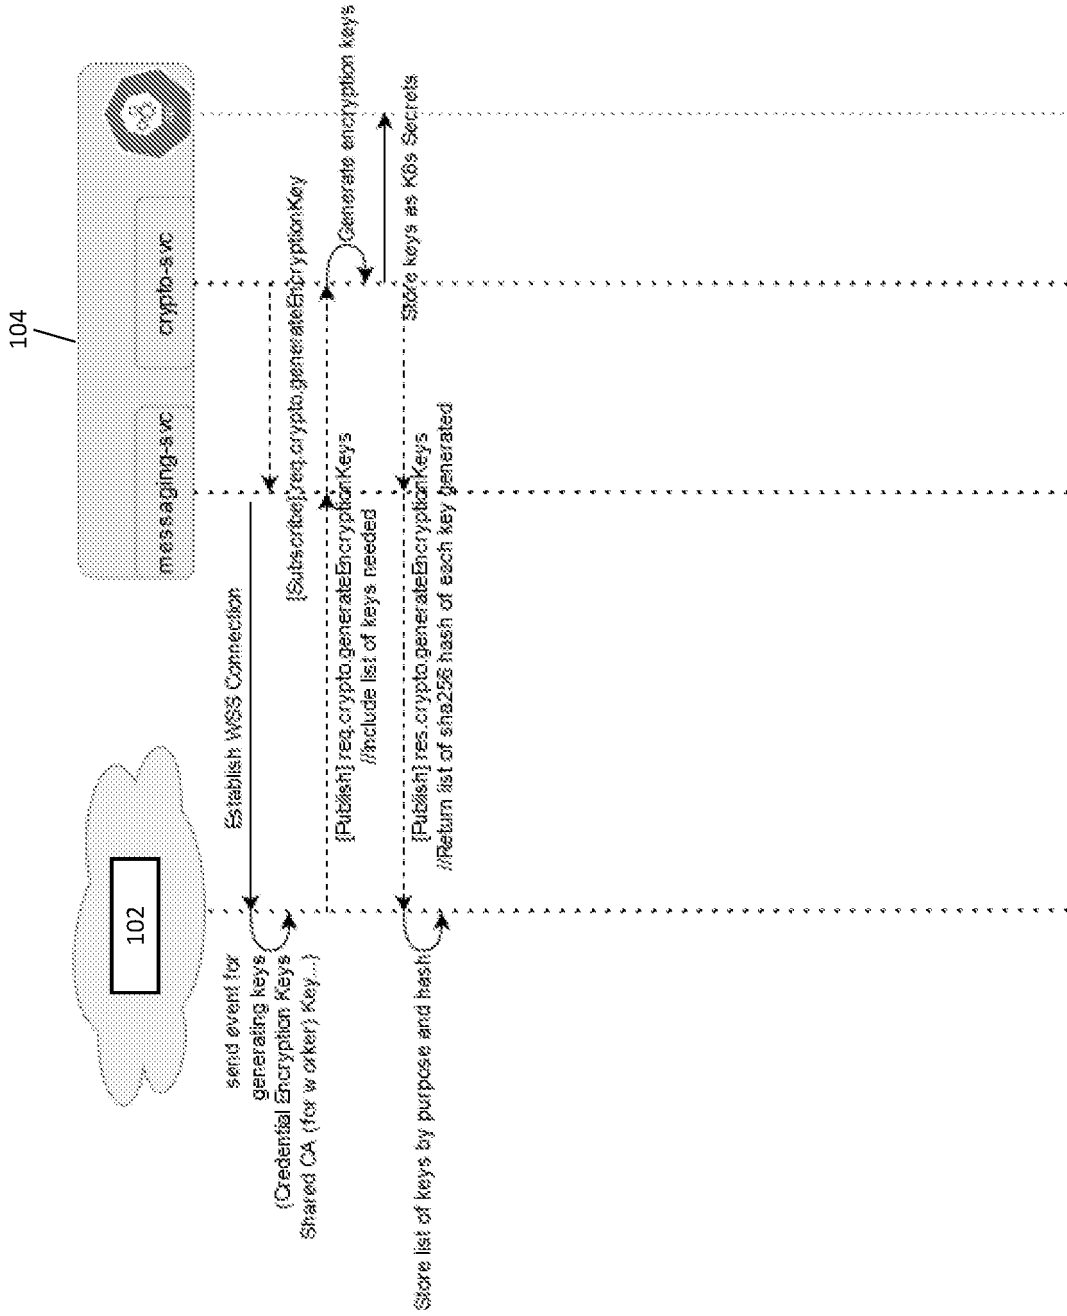 104
messaging-svc
crypto-svc
102
Establish WSS Connection
send event for
generating keys
(Credential Encryption Keys
Shared CA (for worker) Key...)
[Subscribe] req.crypto.generateEncryptionKey
[Publish] req.crypto.generateEncryptionKeys
//Include list of keys needed
Generate encryption keys
Store keys as K8s Secrets
[Publish] res.crypto.generateEncryptionKeys
//Return list of sha256 hash of each key generated
Store list of keys by purpose and hash